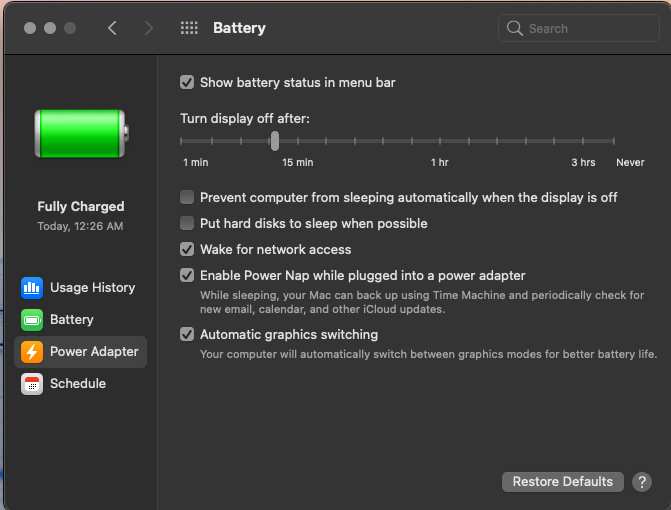 Battery
Search
Show battery status in menu bar
Turn display off after:
1 min 15 min 1 hr 3 hrs Never
Fully Charged
Today, 12:26 AM
Usage History
Battery
Power Adapter
Schedule
Prevent computer from sleeping automatically when the display is off
Put hard disks to sleep when possible
Wake for network access
Enable Power Nap while plugged into a power adapter
While sleeping, your Mac can back up using Time Machine and periodically check for
new email, calendar, and other iCloud updates.
Automatic graphics switching
Your computer will automatically switch between graphics modes for better battery life.
Restore Defaults ?